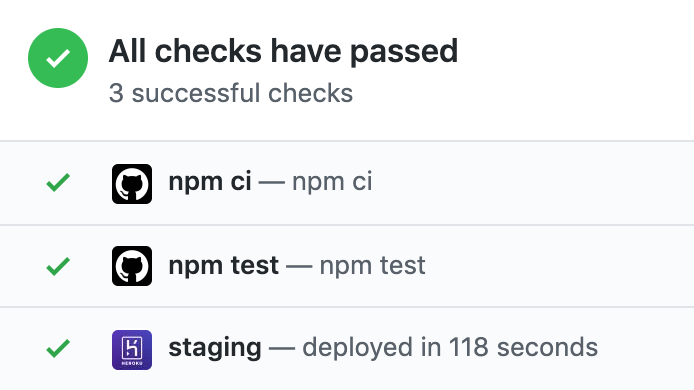 All checks have passed
3 successful checks
npm ci — npm ci
npm test — npm test
staging — deployed in 118 seconds
HEROKU